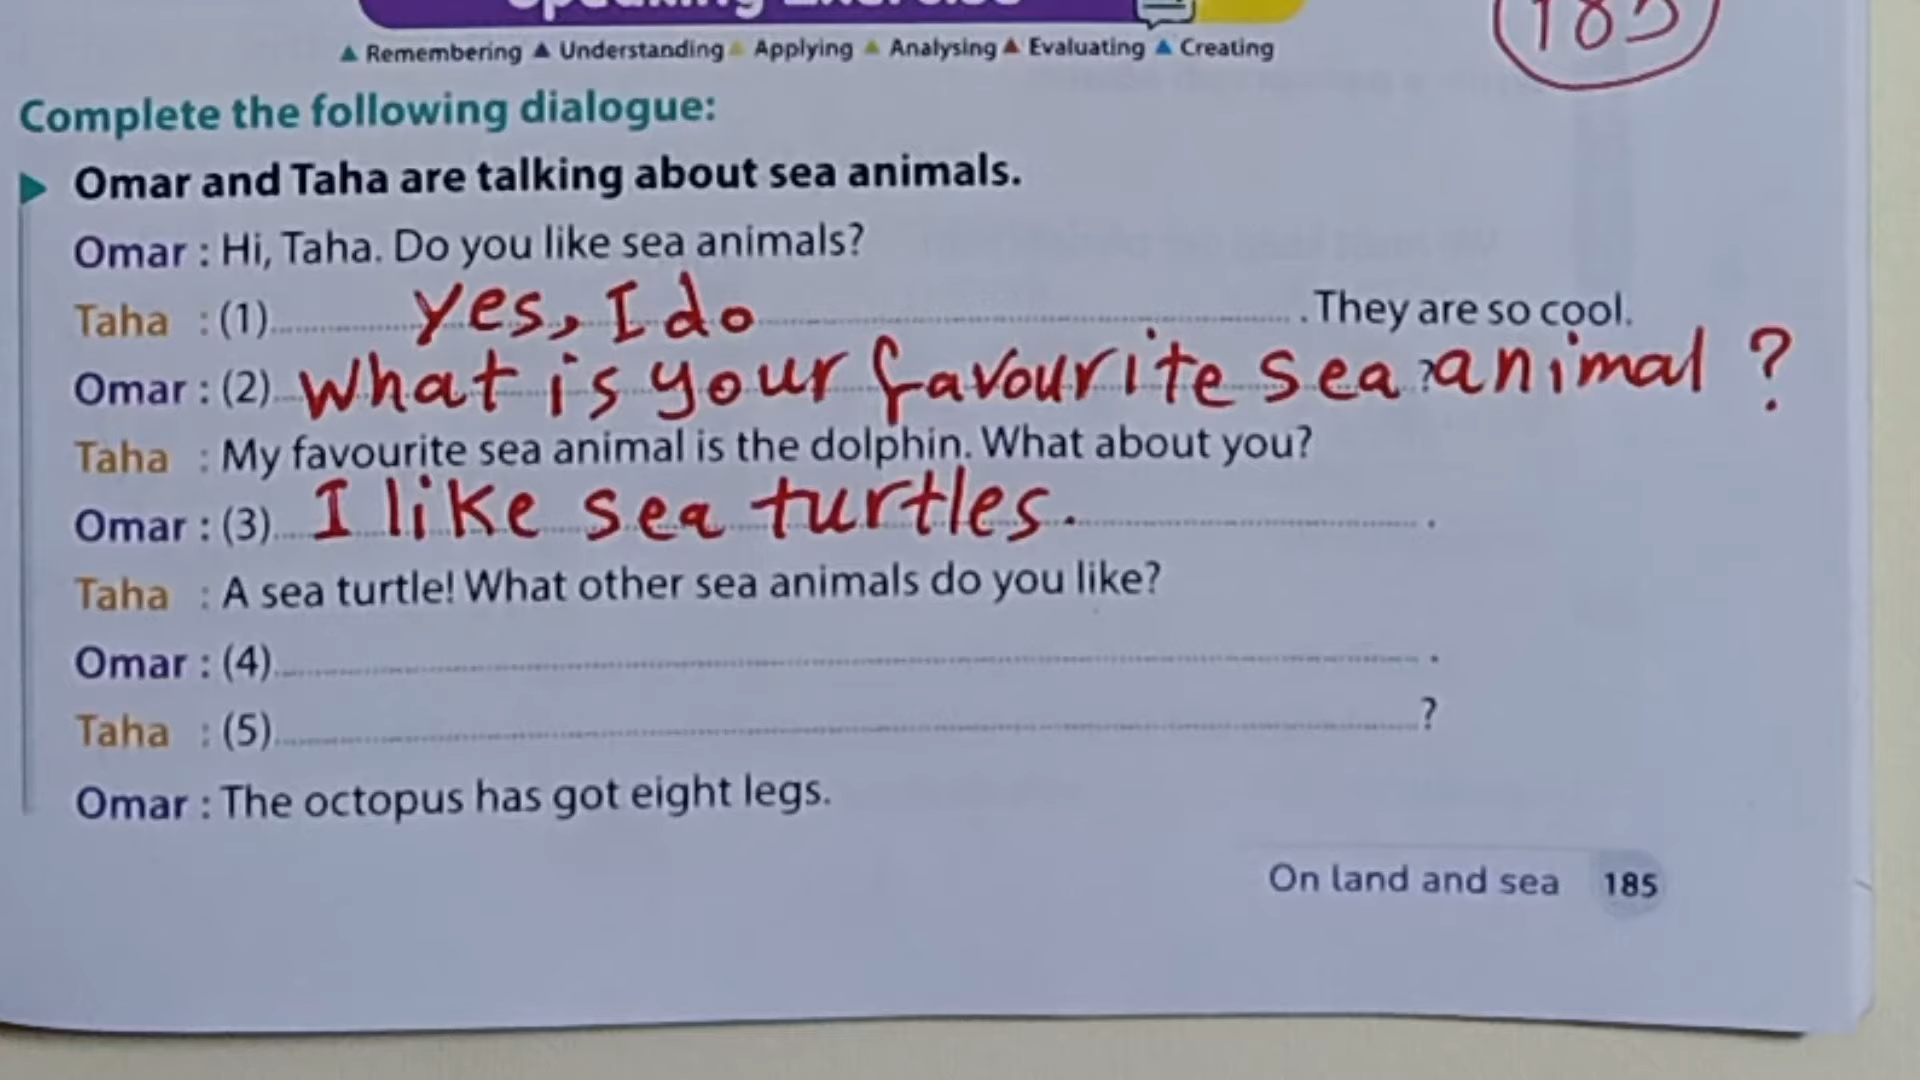 Speaking Exercise
185
Remembering Understanding Applying Analysing Evaluating Creating
Complete the following dialogue:
Omar and Taha are talking about sea animals.
Omar : Hi, Taha. Do you like sea animals?
Taha : (1) yes, I do . They are so cool.
Omar : (2) What is your favourite sea animal ?
Taha : My favourite sea animal is the dolphin. What about you?
Omar : (3) I like sea turtles. .
Taha : A sea turtle! What other sea animals do you like?
Omar : (4) .
Taha : (5) ?
Omar : The octopus has got eight legs.
On land and sea 185